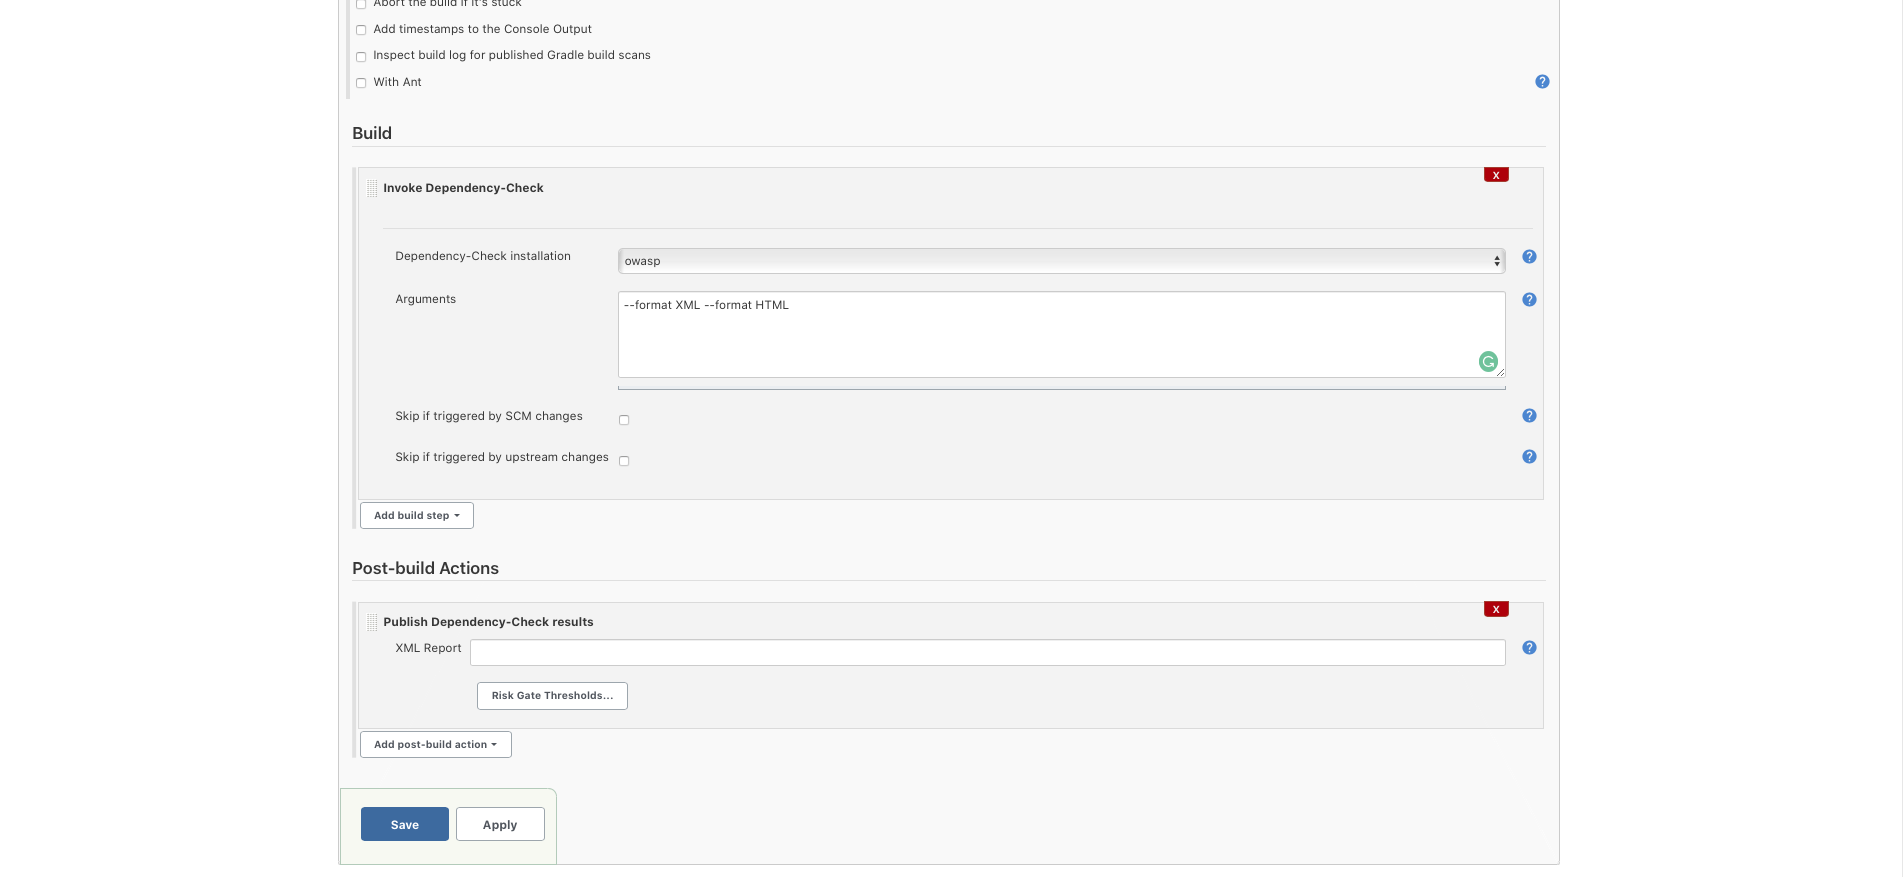 Abort the build if it's stuck
Add timestamps to the Console Output
Inspect build log for published Gradle build scans
With Ant
?
Build
X
Invoke Dependency-Check
Dependency-Check installation
owasp
?
Arguments
--format XML --format HTML
?
Skip if triggered by SCM changes
?
Skip if triggered by upstream changes
?
Add build step
Post-build Actions
X
Publish Dependency-Check results
XML Report
?
Risk Gate Thresholds...
Add post-build action
Save
Apply